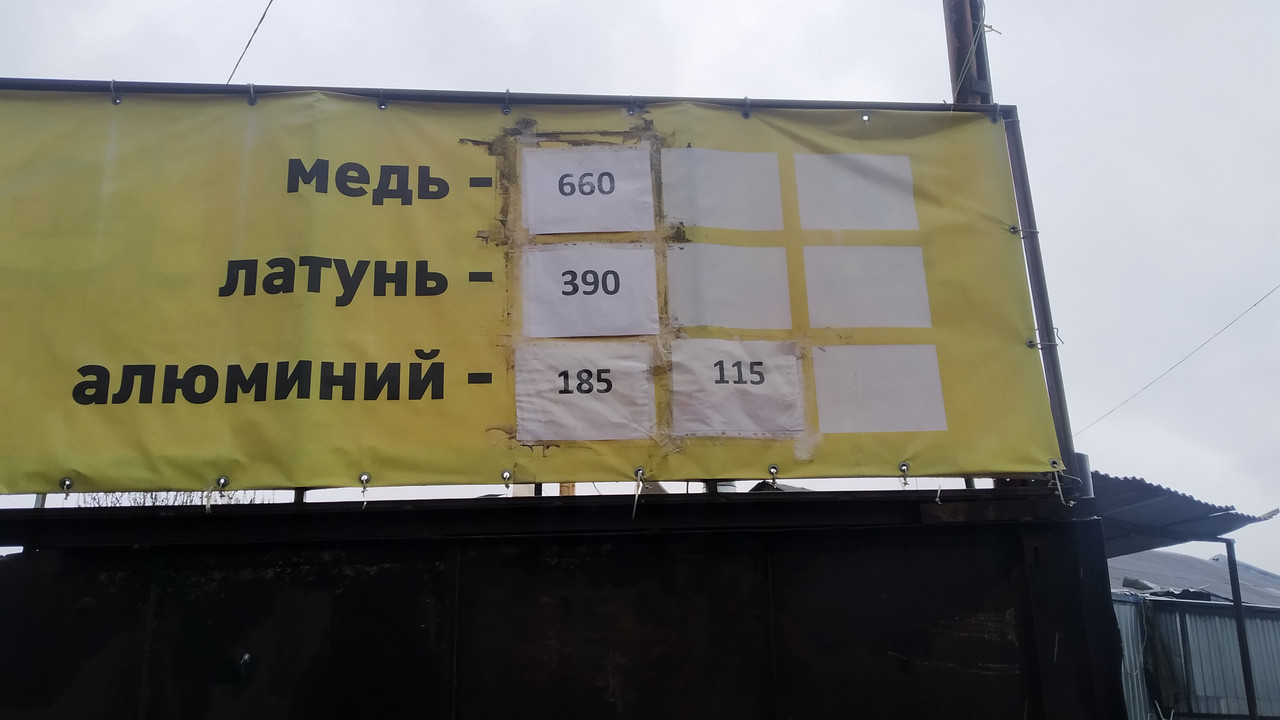 медь - 660
латунь - 390
алюминий - 185 115